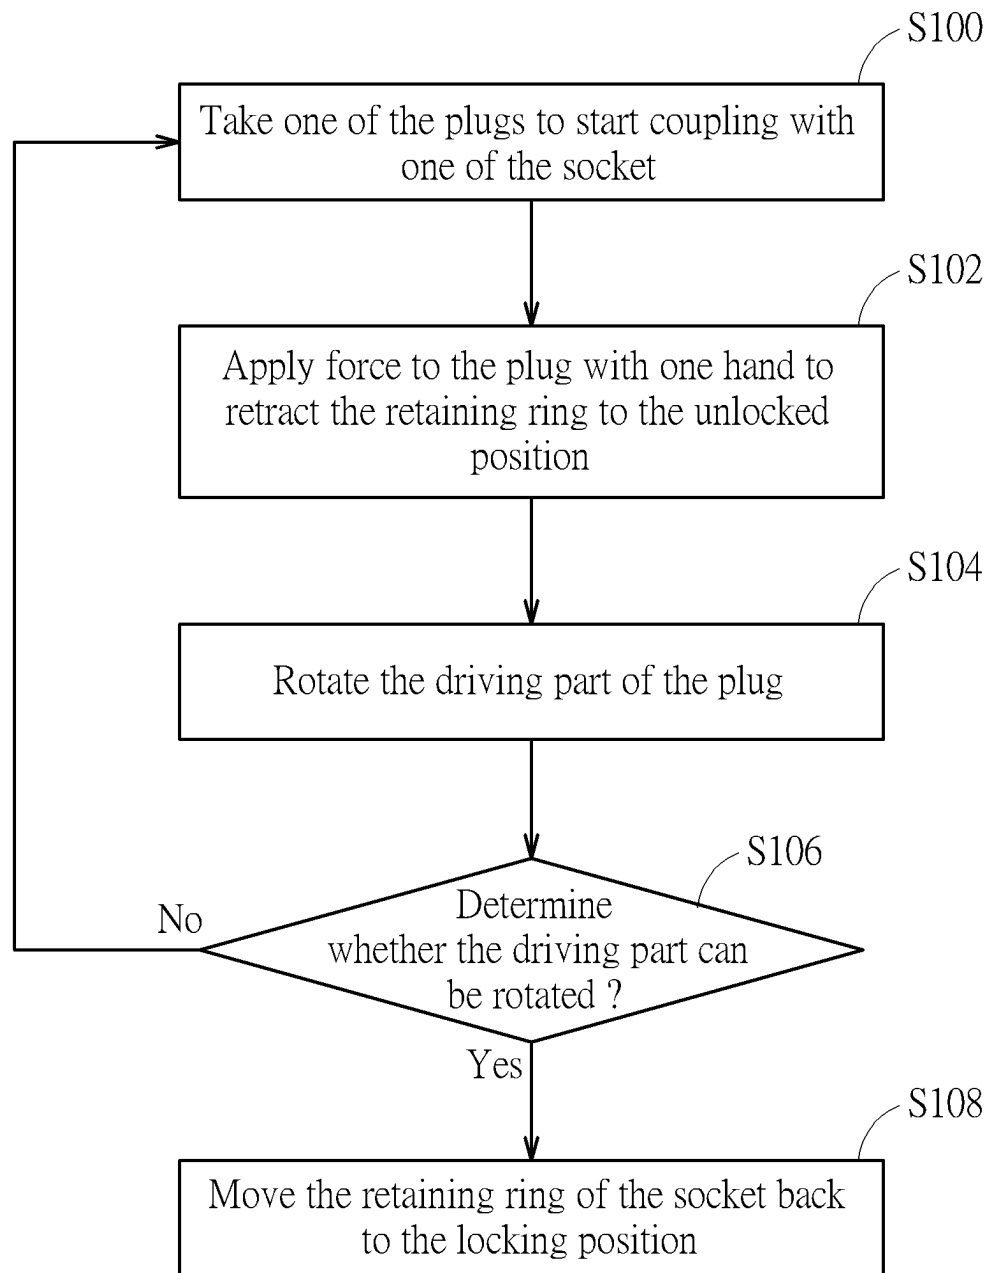 S100
Take one of the plugs to start coupling with
one of the socket
S102
Apply force to the plug with one hand to
retract the retaining ring to the unlocked
position
S104
Rotate the driving part of the plug
S106
Determine
whether the driving part can
be rotated ?
No
Yes
S108
Move the retaining ring of the socket back
to the locking position